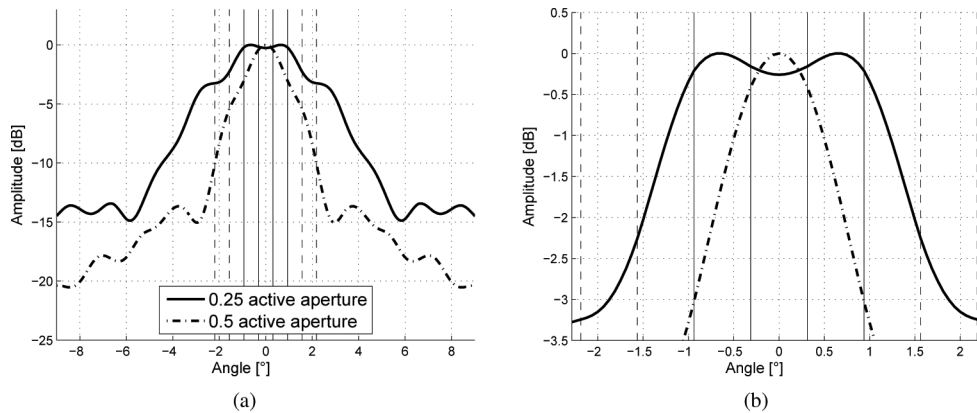 0
−5
−10
−15
−20
−25
Amplitude [dB]
0.25 active aperture
0.5 active aperture
−8 −6 −4 −2 0 2 4 6 8
Angle [°]
(a)
0.5
0
−0.5
−1
−1.5
−2
−2.5
−3
−3.5
Amplitude [dB]
−2 −1.5 −1 −0.5 0 0.5 1 1.5 2
Angle [°]
(b)